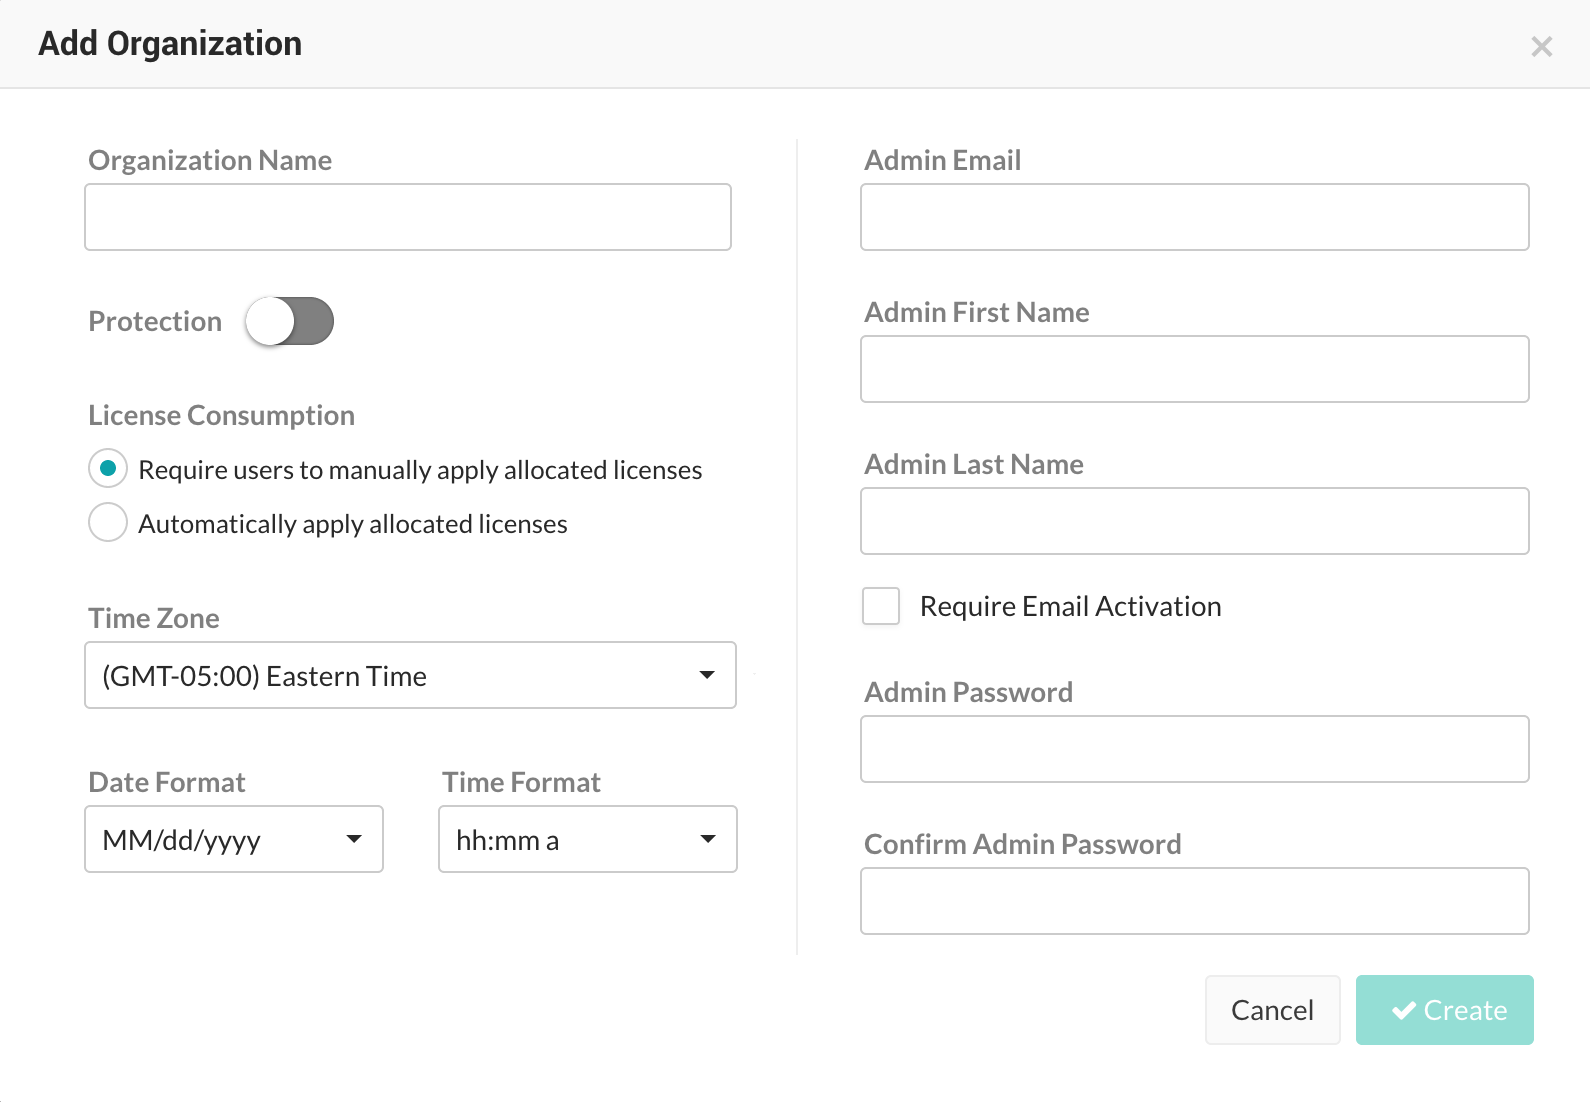 Add Organization
Organization Name
Protection
License Consumption
Require users to manually apply allocated licenses
Automatically apply allocated licenses
Time Zone
(GMT-05:00) Eastern Time
Date Format
Time Format
MM/dd/yyyy
hh:mm a
Admin Email
Admin First Name
Admin Last Name
Require Email Activation
Admin Password
Confirm Admin Password
Cancel
Create